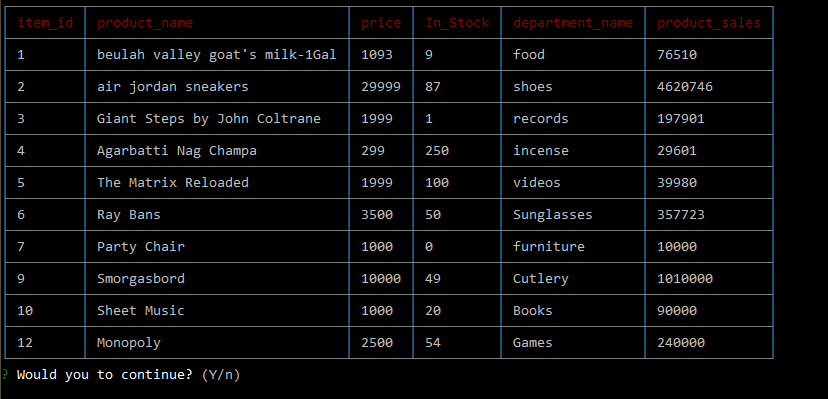 item_id product_name price In_Stock department_name product_sales
1 beulah valley goat's milk-1Gal 1093 9 food 76510
2 air jordan sneakers 29999 87 shoes 4620746
3 Giant Steps by John Coltrane 1999 1 records 197901
4 Agarbatti Nag Champa 299 250 incense 29601
5 The Matrix Reloaded 1999 100 videos 39980
6 Ray Bans 3500 50 Sunglasses 357723
7 Party Chair 1000 0 furniture 10000
9 Smorgasbord 10000 49 Cutlery 1010000
10 Sheet Music 1000 20 Books 90000
12 Monopoly 2500 54 Games 240000
? Would you to continue? (Y/n)